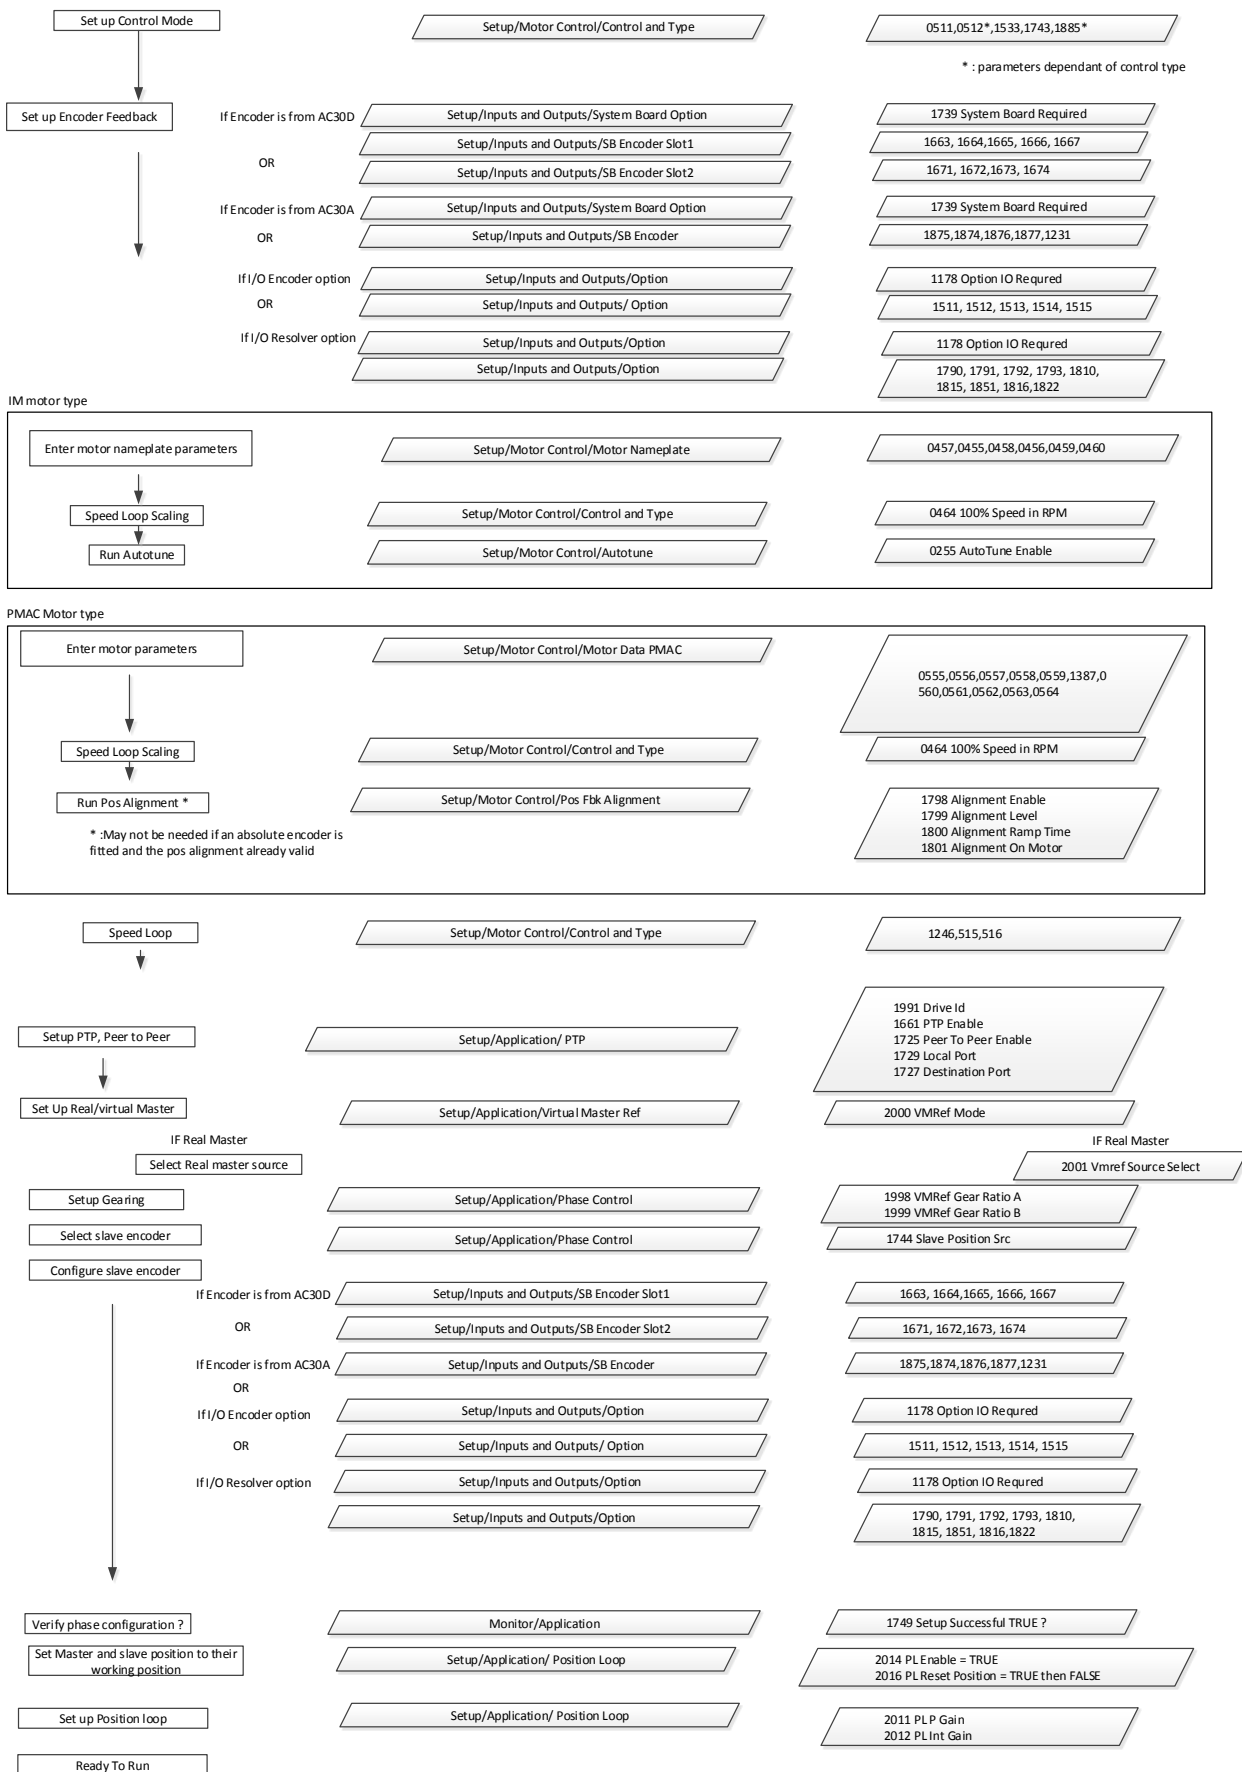 Set up Control Mode
Setup/Motor Control/Control and Type
0511,0512*,1533,1743,1885*
* : parameters dependant of control type
Set up Encoder Feedback
If Encoder is from AC30D
Setup/Inputs and Outputs/System Board Option
1739 System Board Required
Setup/Inputs and Outputs/SB Encoder Slot1
1663, 1664,1665, 1666, 1667
OR
Setup/Inputs and Outputs/SB Encoder Slot2
1671, 1672,1673, 1674
If Encoder is from AC30A
Setup/Inputs and Outputs/System Board Option
1739 System Board Required
OR
Setup/Inputs and Outputs/SB Encoder
1875,1874,1876,1877,1231
If I/O Encoder option
Setup/Inputs and Outputs/Option
1178 Option IO Requred
OR
Setup/Inputs and Outputs/ Option
1511, 1512, 1513, 1514, 1515
If I/O Resolver option
Setup/Inputs and Outputs/Option
1178 Option IO Requred
Setup/Inputs and Outputs/Option
1790, 1791, 1792, 1793, 1810,
1815, 1851, 1816,1822
IM motor type
Enter motor nameplate parameters
Setup/Motor Control/Motor Nameplate
0457,0455,0458,0456,0459,0460
Speed Loop Scaling
Setup/Motor Control/Control and Type
0464 100% Speed in RPM
Run Autotune
Setup/Motor Control/Autotune
0255 AutoTune Enable
PMAC Motor type
Enter motor parameters
Setup/Motor Control/Motor Data PMAC
0555,0556,0557,0558,0559,1387,0
560,0561,0562,0563,0564
Speed Loop Scaling
Setup/Motor Control/Control and Type
0464 100% Speed in RPM
Run Pos Alignment *
Setup/Motor Control/Pos Fbk Alignment
1798 Alignment Enable
1799 Alignment Level
1800 Alignment Ramp Time
1801 Alignment On Motor
* :May not be needed if an absolute encoder is
fitted and the pos alignment already valid
Speed Loop
Setup/Motor Control/Control and Type
1246,515,516
Setup PTP, Peer to Peer
Setup/Application/ PTP
1991 Drive Id
1661 PTP Enable
1725 Peer To Peer Enable
1729 Local Port
1727 Destination Port
Set Up Real/virtual Master
Setup/Application/Virtual Master Ref
2000 VMRef Mode
IF Real Master
IF Real Master
Select Real master source
2001 Vmref Source Select
Setup Gearing
Setup/Application/Phase Control
1998 VMRef Gear Ratio A
1999 VMRef Gear Ratio B
Select slave encoder
Setup/Application/Phase Control
1744 Slave Position Src
Configure slave encoder
If Encoder is from AC30D
Setup/Inputs and Outputs/SB Encoder Slot1
1663, 1664,1665, 1666, 1667
OR
Setup/Inputs and Outputs/SB Encoder Slot2
1671, 1672,1673, 1674
If Encoder is from AC30A
Setup/Inputs and Outputs/SB Encoder
1875,1874,1876,1877,1231
OR
If I/O Encoder option
Setup/Inputs and Outputs/Option
1178 Option IO Requred
OR
Setup/Inputs and Outputs/ Option
1511, 1512, 1513, 1514, 1515
If I/O Resolver option
Setup/Inputs and Outputs/Option
1178 Option IO Requred
Setup/Inputs and Outputs/Option
1790, 1791, 1792, 1793, 1810,
1815, 1851, 1816,1822
Verify phase configuration ?
Monitor/Application
1749 Setup Successful TRUE ?
Set Master and slave position to their
working position
Setup/Application/ Position Loop
2014 PL Enable = TRUE
2016 PL Reset Position = TRUE then FALSE
Set up Position loop
Setup/Application/ Position Loop
2011 PL P Gain
2012 PL Int Gain
Ready To Run